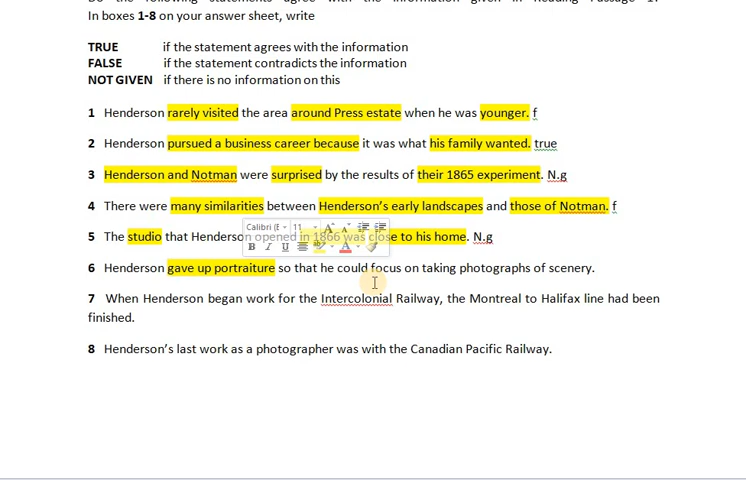 In boxes 1-8 on your answer sheet, write
TRUE if the statement agrees with the information
FALSE if the statement contradicts the information
NOT GIVEN if there is no information on this
1 Henderson rarely visited the area around Press estate when he was younger. f
2 Henderson pursued a business career because it was what his family wanted. true
3 Henderson and Notman were surprised by the results of their 1865 experiment. N.g
4 There were many similarities between Henderson’s early landscapes and those of Notman. f
Calibri (E 11 A A
5 The studio that Henderson opened in 1866 was close to his home. N.g
B I U A
6 Henderson gave up portraiture so that he could focus on taking photographs of scenery.
7 When Henderson began work for the Intercolonial Railway, the Montreal to Halifax line had been
finished.
8 Henderson’s last work as a photographer was with the Canadian Pacific Railway.